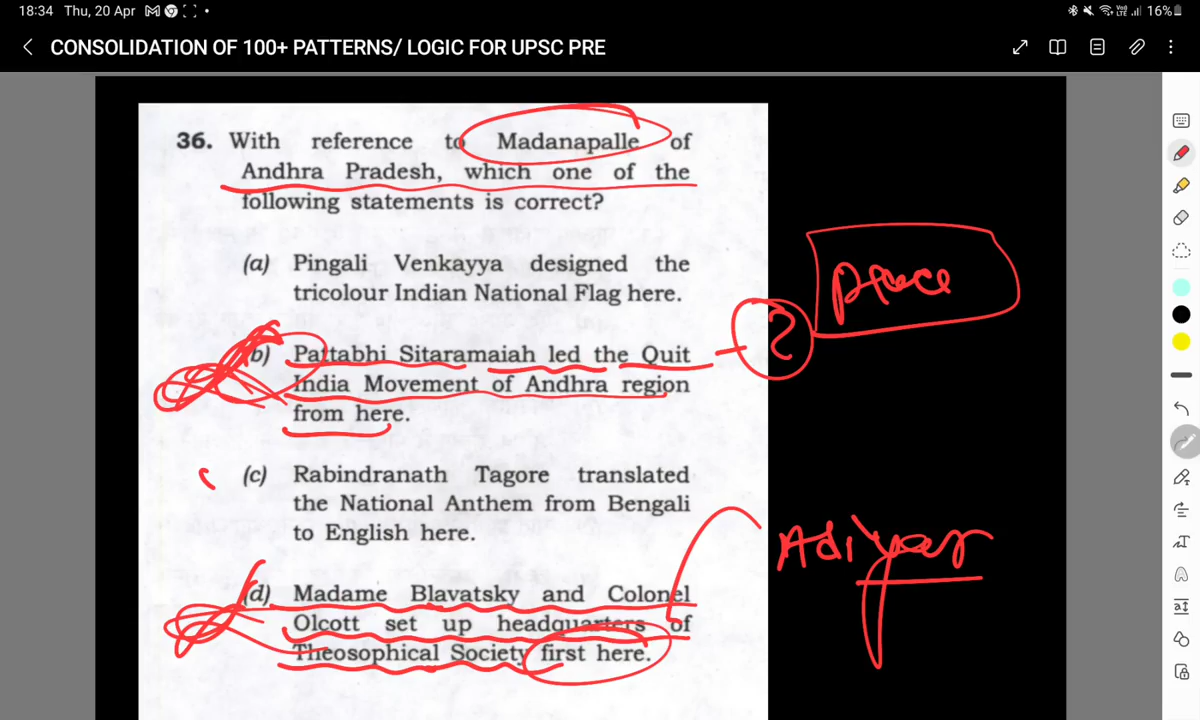 18:34 Thu, 20 Apr
16%
CONSOLIDATION OF 100+ PATTERNS/ LOGIC FOR UPSC PRE
36. With reference to Madanapalle of
Andhra Pradesh, which one of the
following statements is correct?
(a) Pingali Venkayya designed the
tricolour Indian National Flag here.
(b) Pattabhi Sitaramaiah led the Quit
India Movement of Andhra region
from here.
?
(c) Rabindranath Tagore translated
the National Anthem from Bengali
to English here.
Adiyar
(d) Madame Blavatsky and Colonel
Olcott set up headquarters of
Theosophical Society first here.